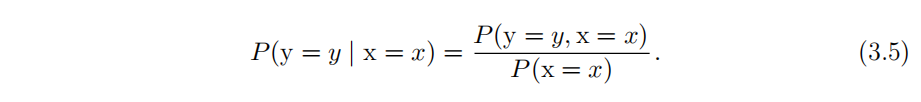 P(y = y | x = x) = P(y = y, x = x) / P(x = x) . (3.5)